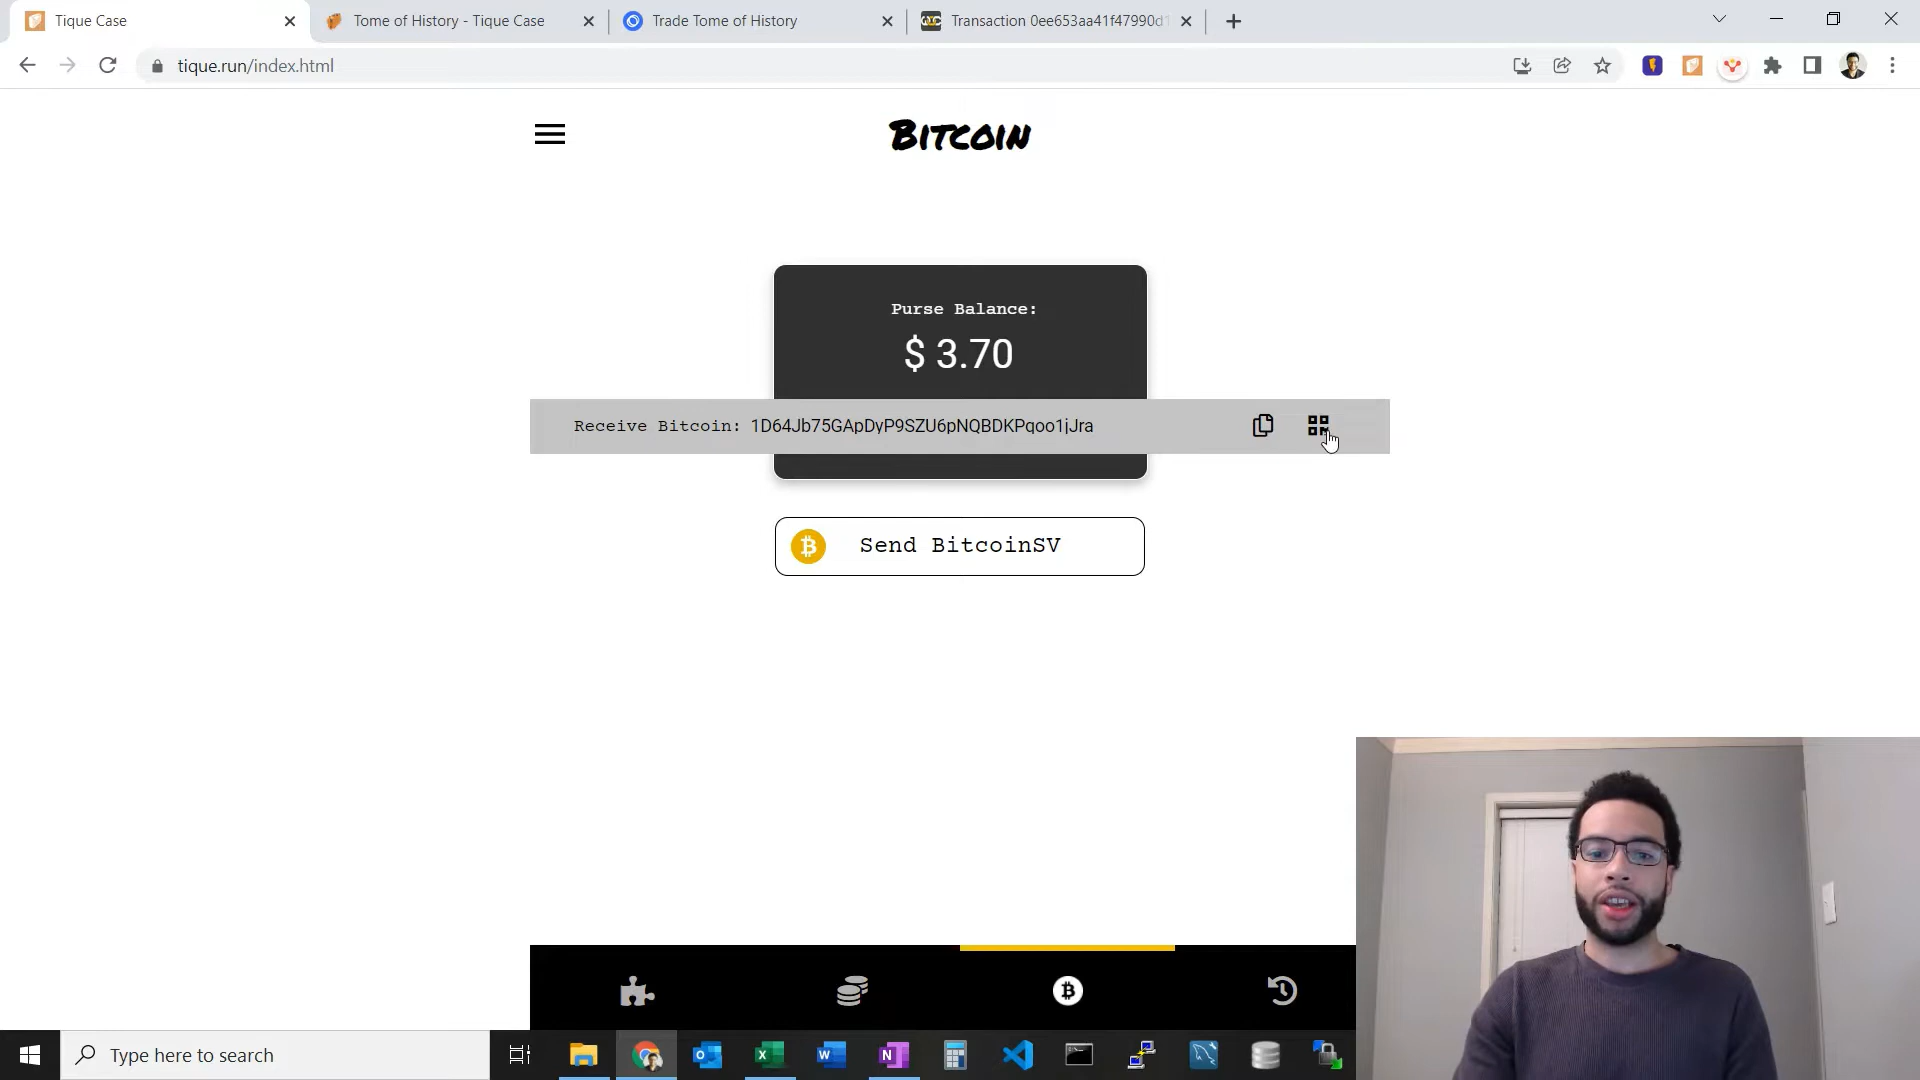 Tique Case
Tome of History - Tique Case
Trade Tome of History
Transaction 0ee653aa41f47990d1
tique.run/index.html
Bitcoin
Purse Balance:
$ 3.70
Receive Bitcoin: 1D64Jb75GApDyP9SZU6pNQBDKPqoo1jJra
Send BitcoinSV
Type here to search